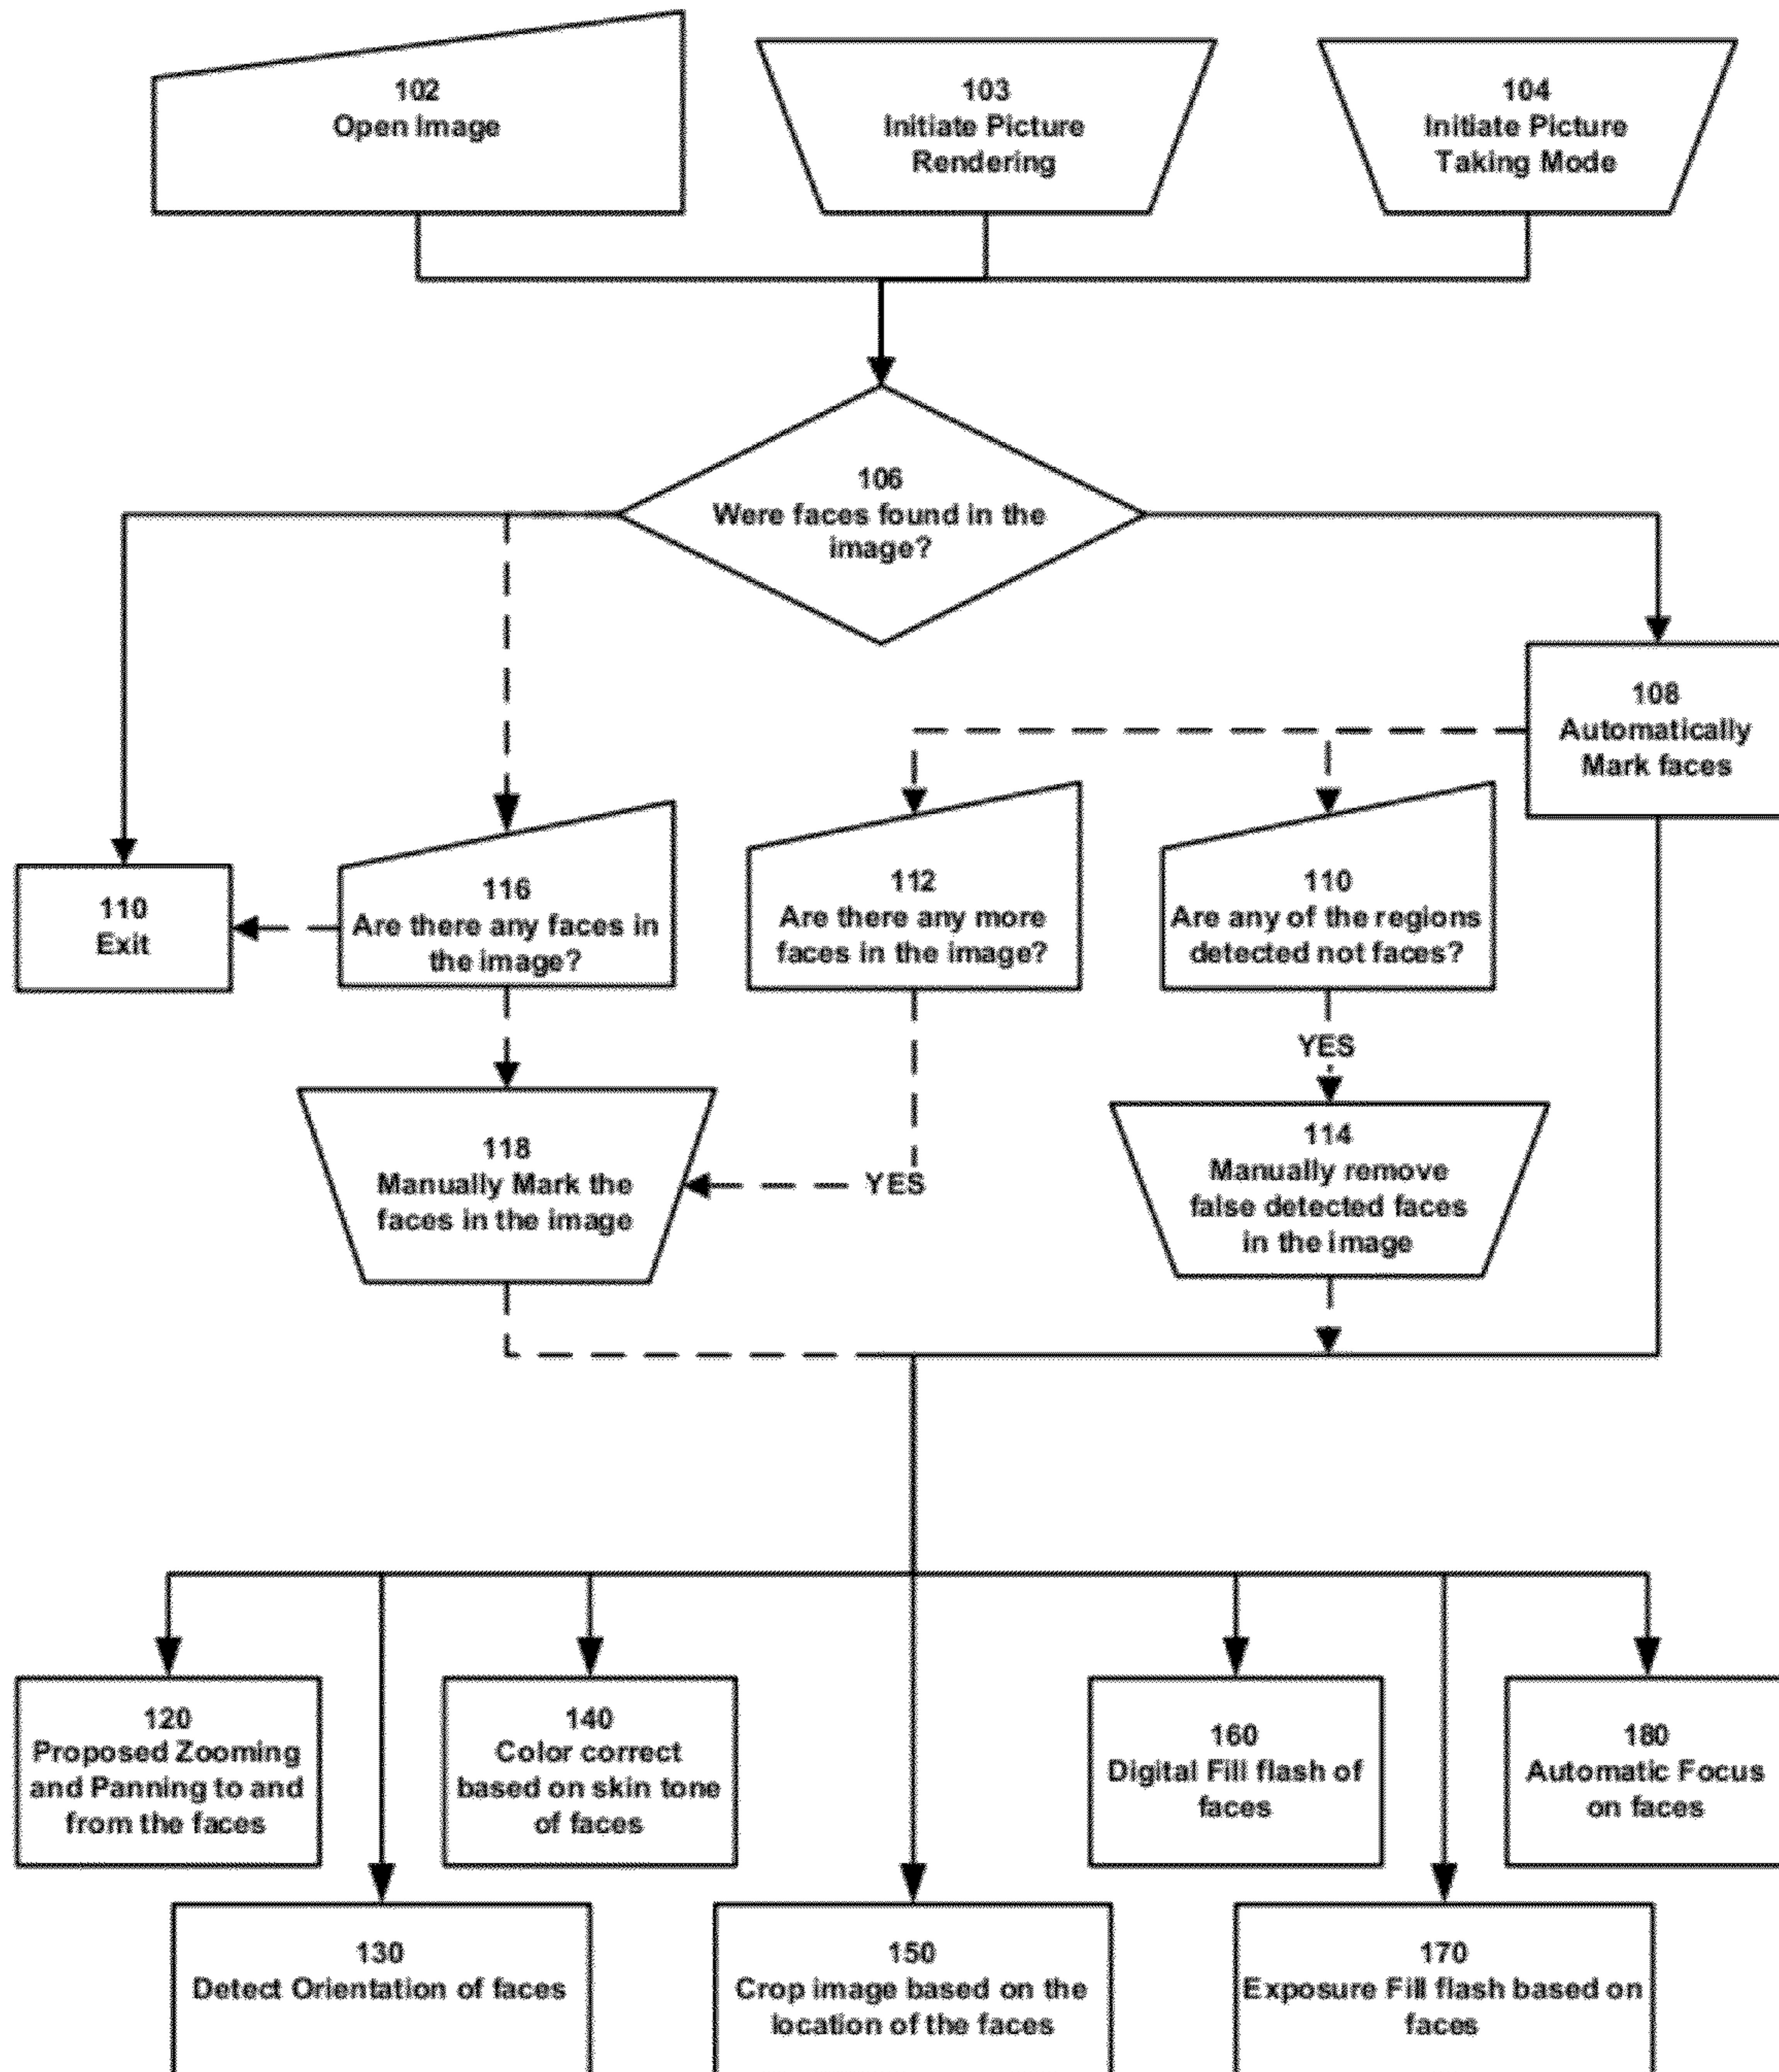 102
Open Image
103
Initiate Picture
Rendering
104
Initiate Picture
Taking Mode
106
Were faces found in the
image?
108
Automatically
Mark faces
110
Exit
116
Are there any faces in
the image?
112
Are there any more
faces in the image?
110
Are any of the regions
detected not faces?
YES
118
Manually Mark the
faces in the image
YES
114
Manually remove
false detected faces
in the image
120
Proposed Zooming
and Panning to and
from the faces
140
Color correct
based on skin tone
of faces
160
Digital Fill flash of
faces
180
Automatic Focus
on faces
130
Detect Orientation of faces
150
Crop image based on the
location of the faces
170
Exposure Fill flash based on
faces